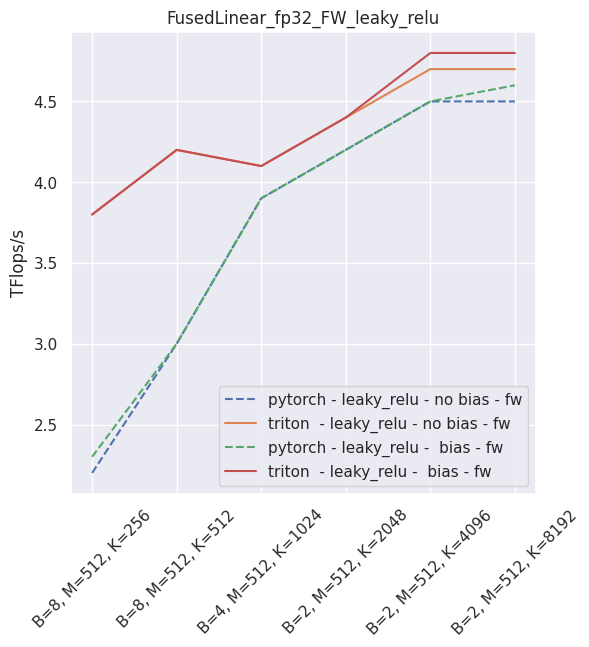 FusedLinear_fp32_FW_leaky_relu
TFlops/s
4.5
4.0
3.5
3.0
2.5
pytorch - leaky_relu - no bias - fw
triton  - leaky_relu - no bias - fw
pytorch - leaky_relu -  bias - fw
triton  - leaky_relu -  bias - fw
B=8, M=512, K=256
B=8, M=512, K=512
B=4, M=512, K=1024
B=2, M=512, K=2048
B=2, M=512, K=4096
B=2, M=512, K=8192